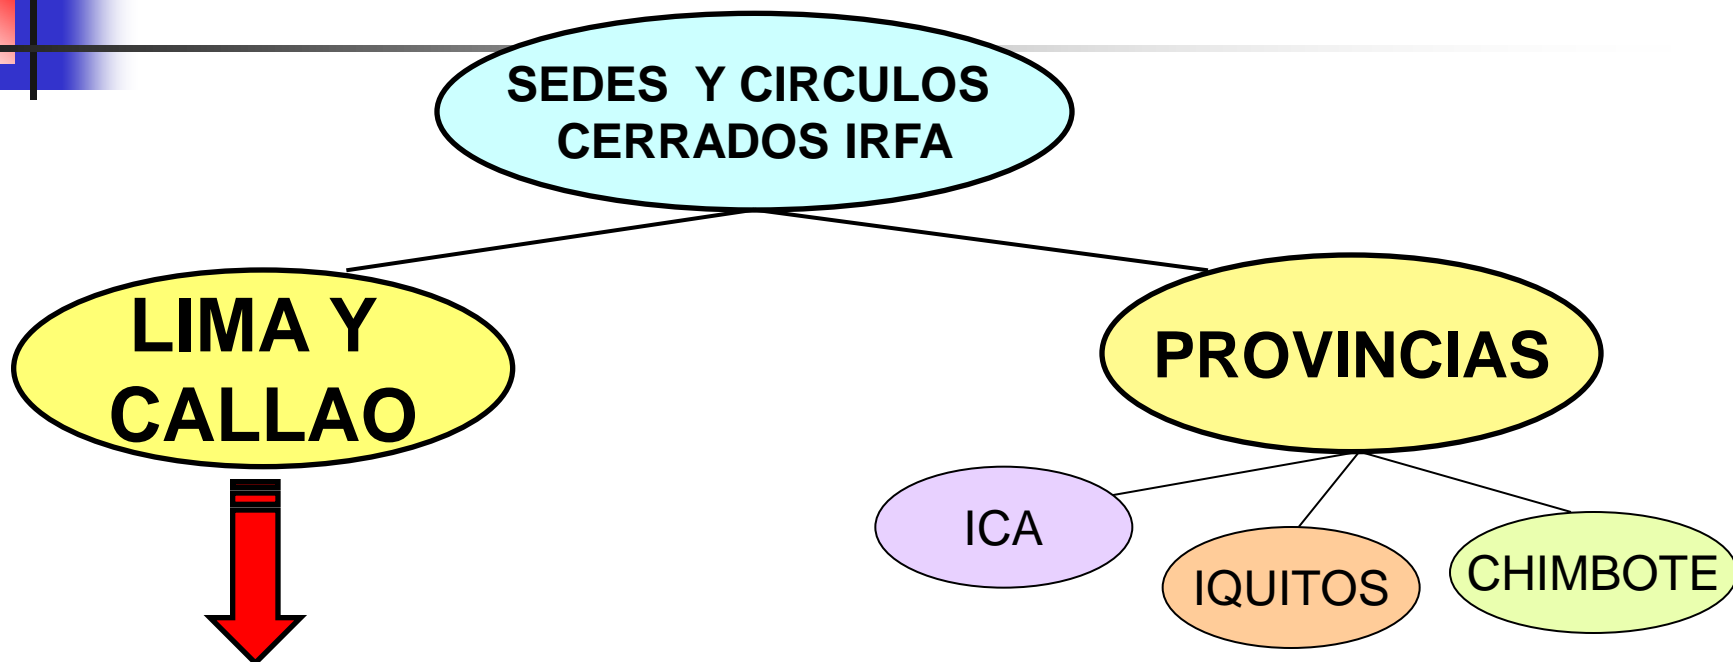 SEDES Y CIRCULOS
CERRADOS IRFA
LIMA Y
CALLAO
PROVINCIAS
ICA
IQUITOS
CHIMBOTE